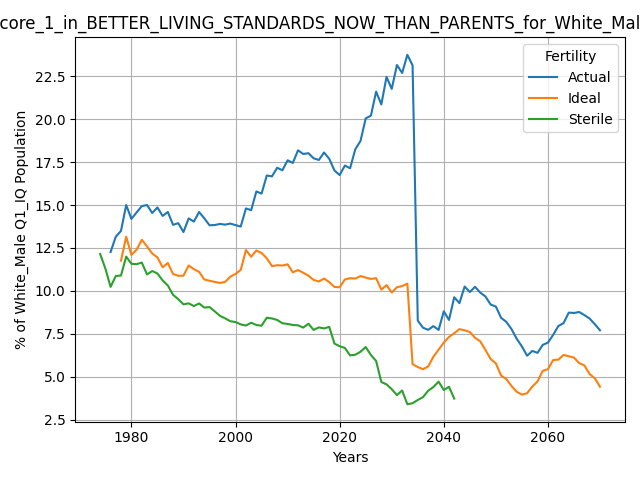 core_1_in_BETTER_LIVING_STANDARDS_NOW_THAN_PARENTS_for_White_Mal
Fertility
Actual
Ideal
Sterile
% of White_Male Q1_IQ Population
22.5
20.0
17.5
15.0
12.5
10.0
7.5
5.0
2.5
1980 2000 2020 2040 2060
Years